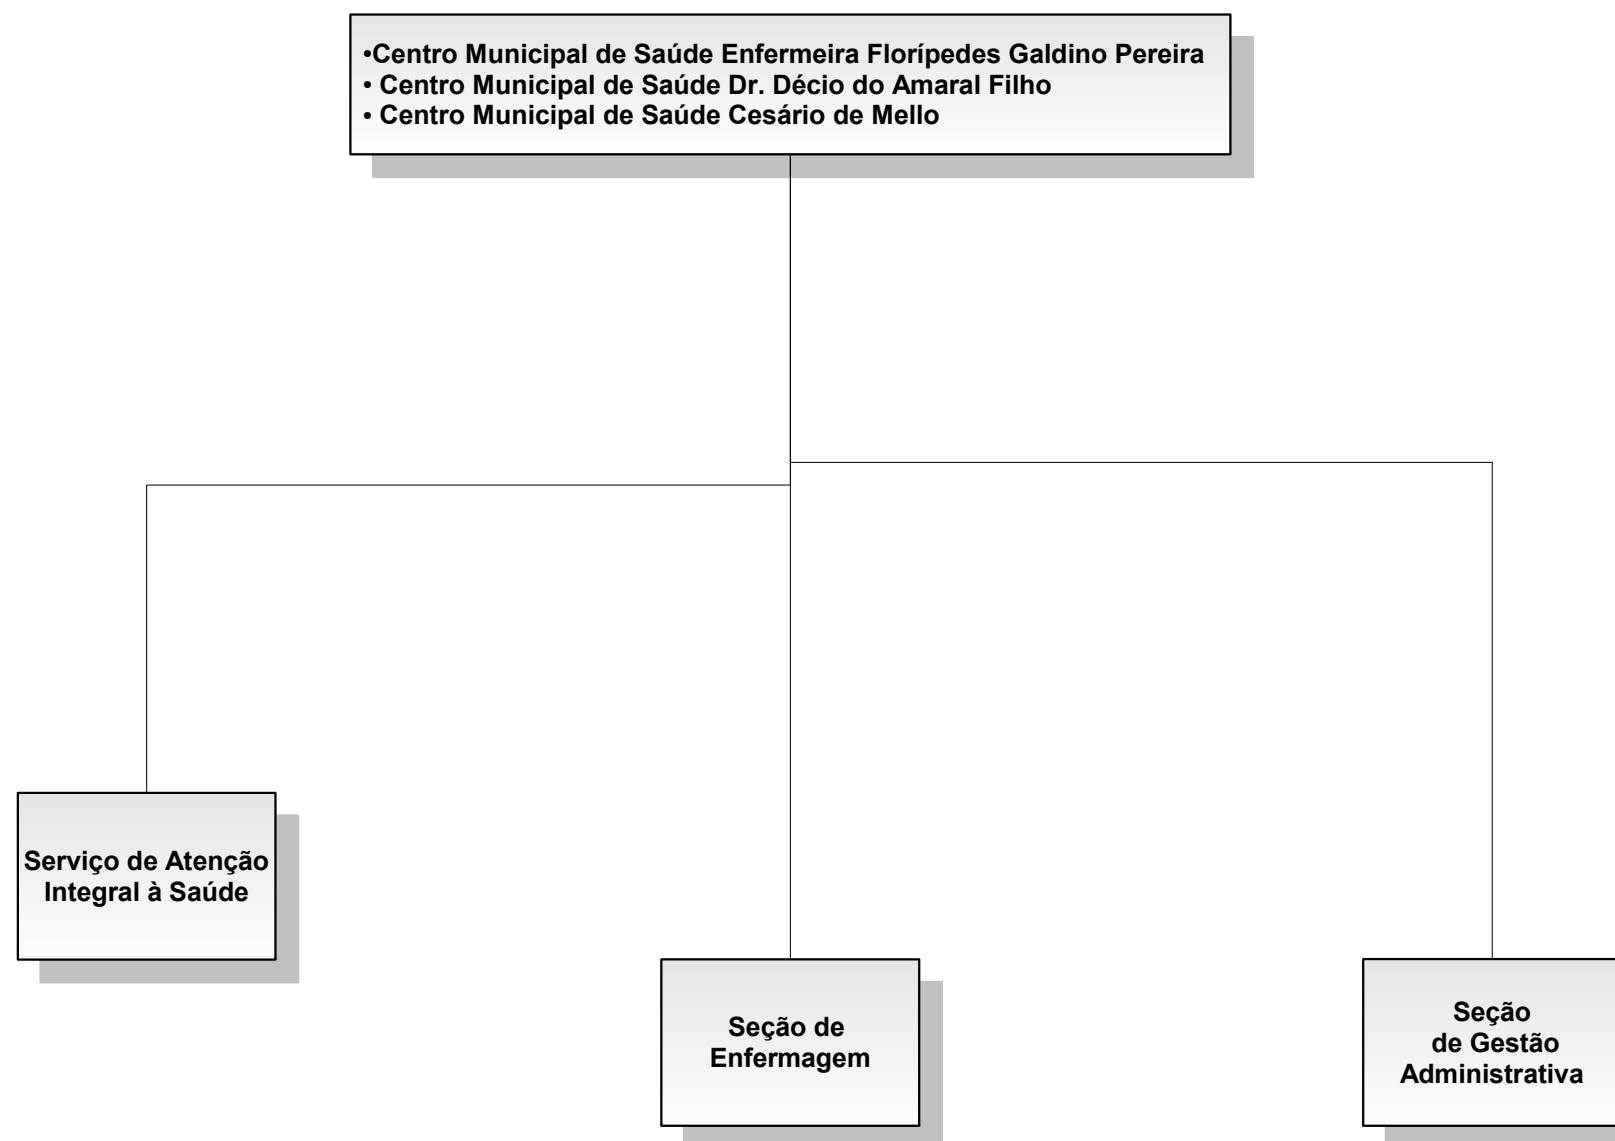 •Centro Municipal de Saúde Enfermeira Florípedes Galdino Pereira
• Centro Municipal de Saúde Dr. Décio do Amaral Filho
• Centro Municipal de Saúde Cesário de Mello
Serviço de Atenção
Integral à Saúde
Seção de
Enfermagem
Seção
de Gestão
Administrativa